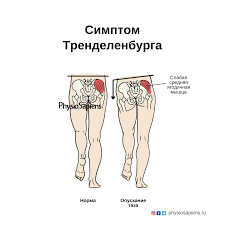 Симптом
Тренделенбурга
Слабая
средняя
ягодичная
мышца
PhysioSapiens
Норма
Опускание
таза
physiosapiens.ru